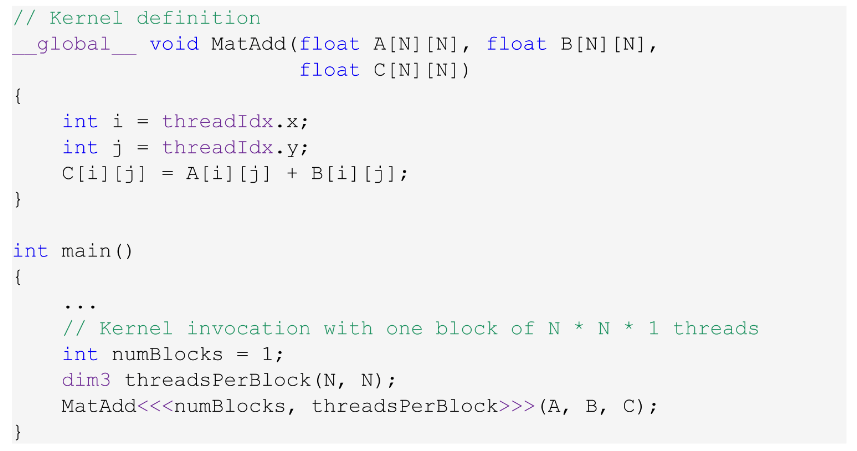 // Kernel definition
__global__ void MatAdd(float A[N][N], float B[N][N],
                       float C[N][N])
{
    int i = threadIdx.x;
    int j = threadIdx.y;
    C[i][j] = A[i][j] + B[i][j];
}

int main()
{
    ...
    // Kernel invocation with one block of N * N * 1 threads
    int numBlocks = 1;
    dim3 threadsPerBlock(N, N);
    MatAdd<<<numBlocks, threadsPerBlock>>>(A, B, C);
}